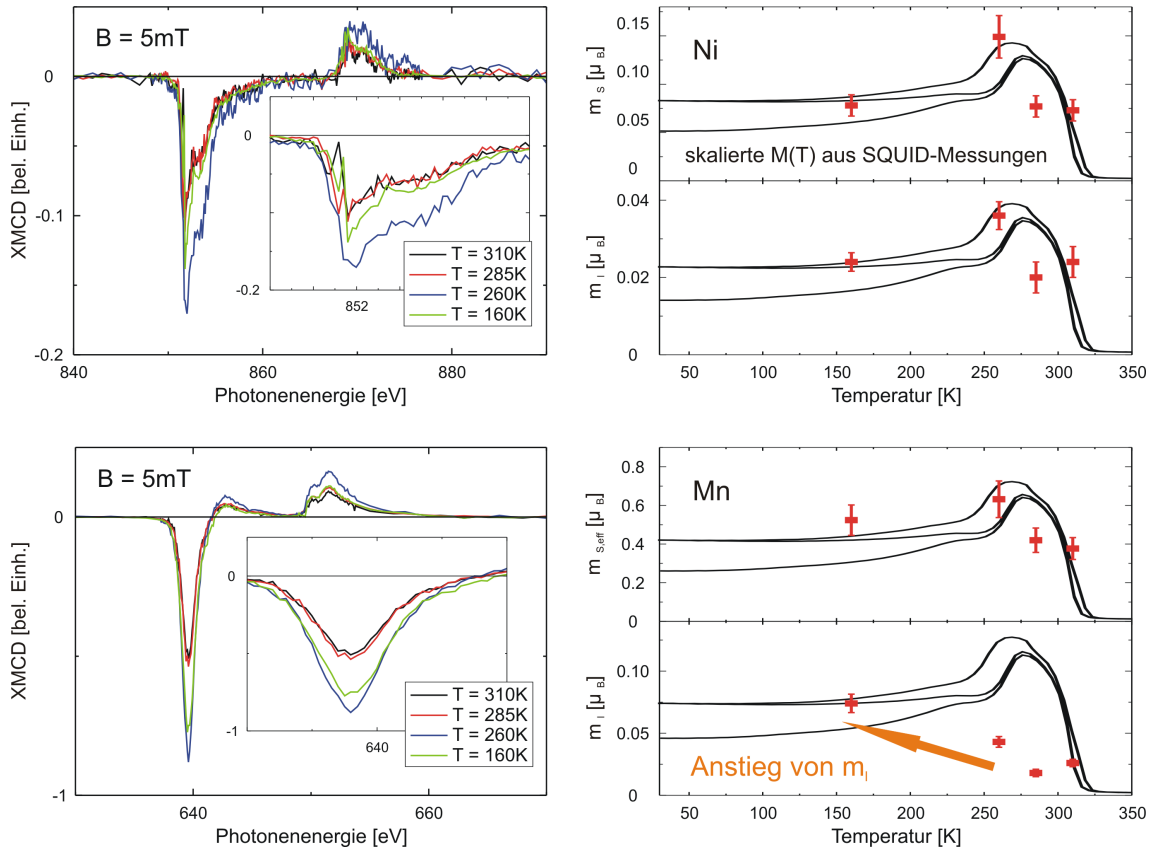 B = 5mT
XMCD [bel. Einh.]
0
-0.1
-0.2
840
860
880
Photonenenergie [eV]
0
-0.2
852
T = 310K
T = 285K
T = 260K
T = 160K
Ni
m S [µ B]
0.15
0.10
0.05
0
skalierte M(T) aus SQUID-Messungen
m l [µ B]
0.04
0.02
0
50 100 150 200 250 300 350
Temperatur [K]
B = 5mT
XMCD [bel. Einh.]
0
-1
640
660
Photonenenergie [eV]
0
-1
640
T = 310K
T = 285K
T = 260K
T = 160K
Mn
m S,eff [µ B]
0.8
0.6
0.4
0.2
0
m l [µ B]
0.10
0.05
0
Anstieg von ml
50 100 150 200 250 300 350
Temperatur [K]